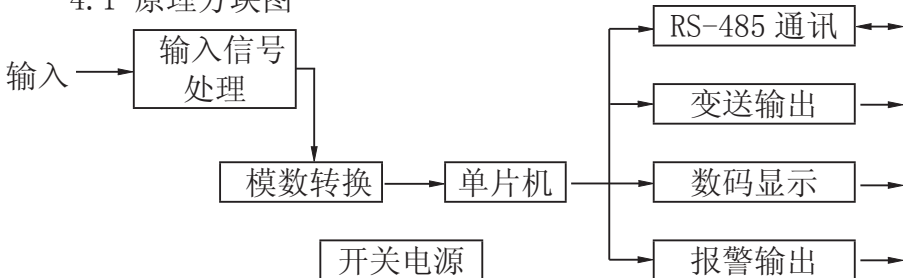 4.1 原理方块图
输入
输入信号
处理
模数转换
单片机
RS-485 通讯
变送输出
数码显示
报警输出
开关电源